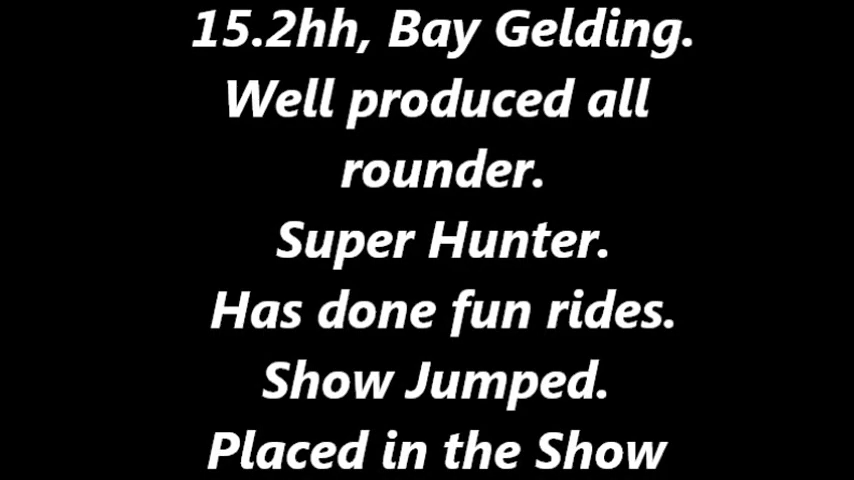 15.2hh, Bay Gelding.
Well produced all
rounder.
Super Hunter.
Has done fun rides.
Show Jumped.
Placed in the Show